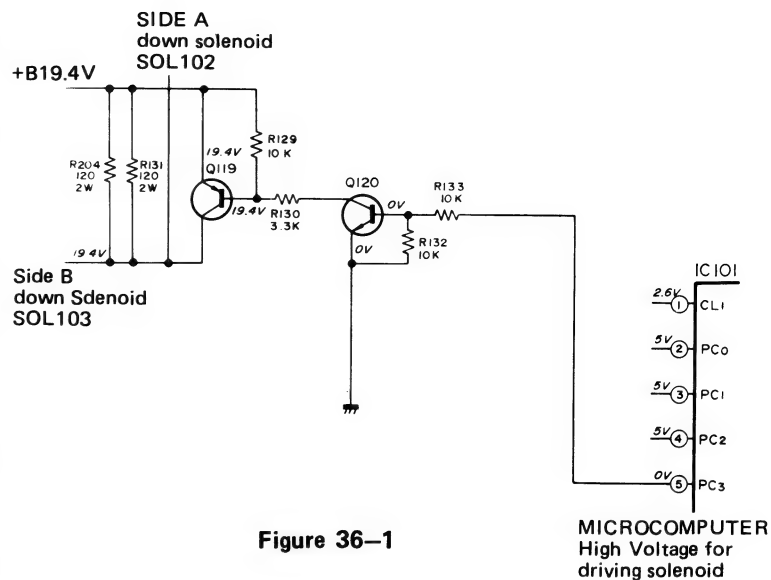 SIDE A
down solenoid
SOL102
+B19.4V
R204
120
2W
R131
120
2W
19.4V
Q119
R129
10K
19.4V
R130
3.3K
Q120
0V
R133
10K
R132
10K
0V
19.4V
Side B
down Sdenoid
SOL103
IC101
2.6V 1 CL1
5V 2 PC0
5V 3 PC1
5V 4 PC2
0V 5 PC3
MICROCOMPUTER
High Voltage for
driving solenoid
Figure 36-1